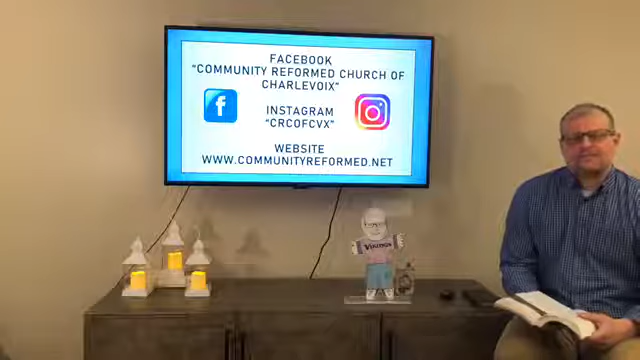 FACEBOOK
"COMMUNITY REFORMED CHURCH OF
CHARLEVOIX"
INSTAGRAM
"CRCOFCVX"
WEBSITE
WWW.COMMUNITYREFORMED.NET
VIKINGS